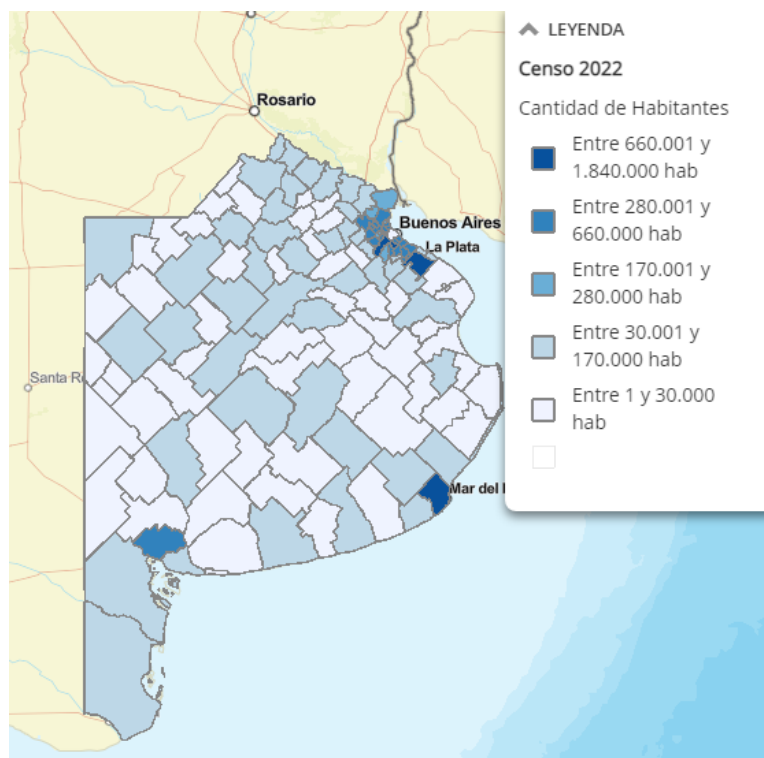 LEYENDA
Censo 2022
Cantidad de Habitantes
Entre 660.001 y
1.840.000 hab
Entre 280.001 y
660.000 hab
Entre 170.001 y
280.000 hab
Entre 30.001 y
170.000 hab
Entre 1 y 30.000
hab
Rosario
Buenos Aires
La Plata
Santa
Mar del